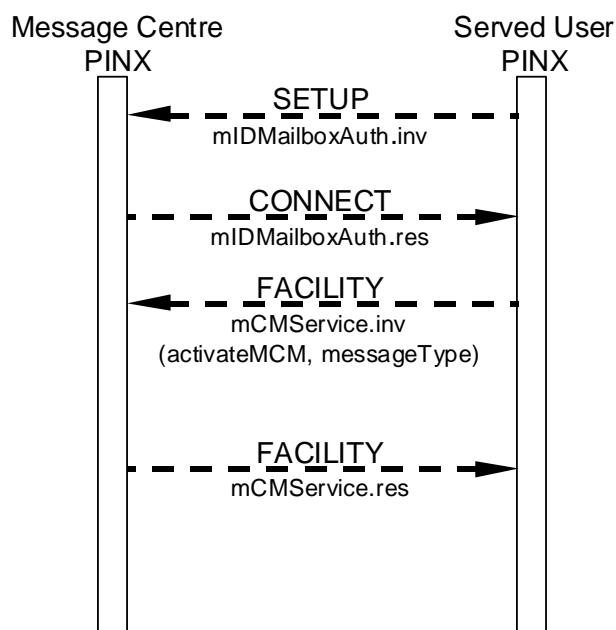 Message Centre
PINX
Served User
PINX
SETUP
mIDMailboxAuth.inv
CONNECT
mIDMailboxAuth.res
FACILITY
mCMService.inv
(activateMCM, messageType)
FACILITY
mCMService.res